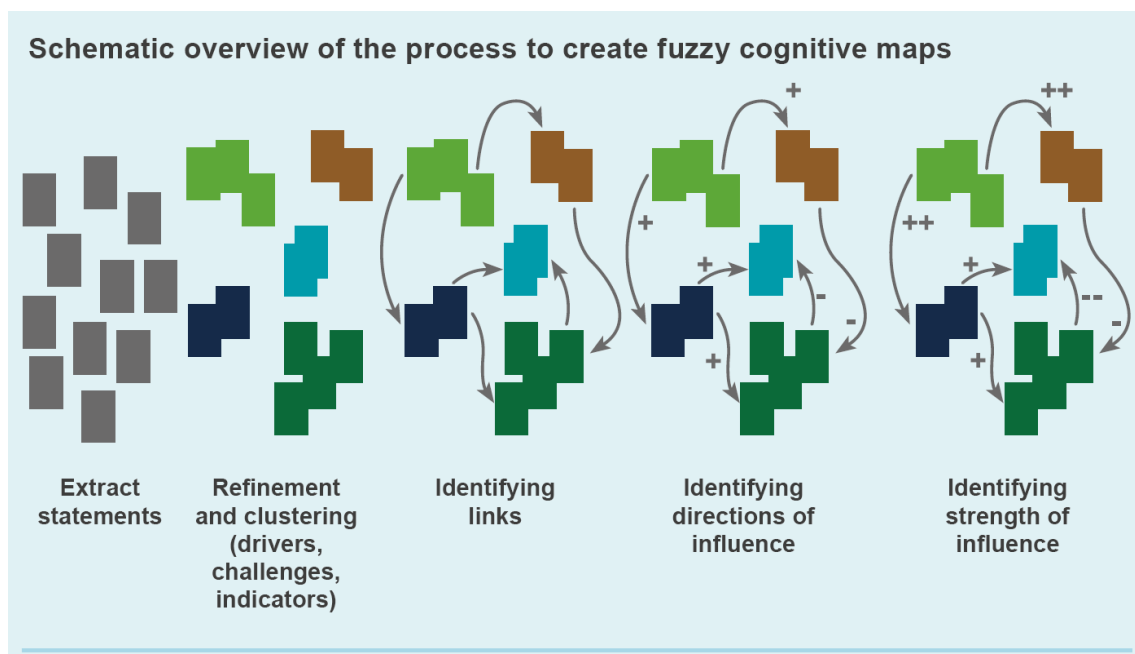 Schematic overview of the process to create fuzzy cognitive maps
+
++
+
++
+
+
-
--
-
-
+
+
Extract
statements
Refinement
and clustering
(drivers,
challenges,
indicators)
Identifying
links
Identifying
directions of
influence
Identifying
strength of
influence